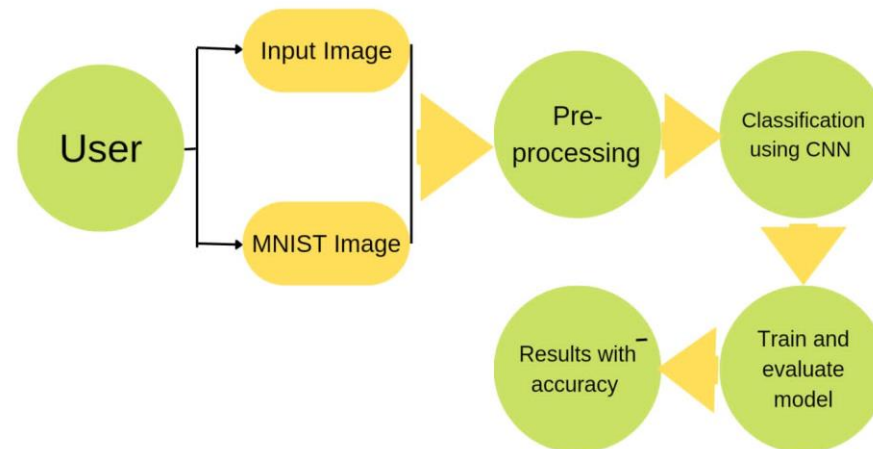 User
Input Image
MNIST Image
Pre-
processing
Classification
using CNN
Train and
evaluate
model
Results with
accuracy